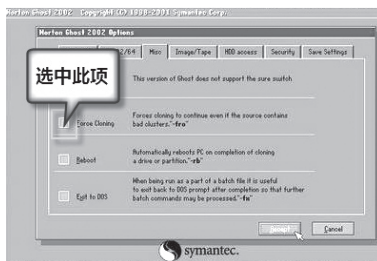 Norton Ghost 2002 Copyright (C) 1998-2001 Symantec Corp.
Norton Ghost 2002 Options
/64 Misc Image/Tape HDD access Security Save Settings
选中此项
This version of Ghost does not support the sure switch
Force Cloning
Forces cloning to continue even if the source contains
bad clusters."-fro"
Reboot
Automatically reboots PC on completion of cloning
a drive or partition."-rb"
When being run as a part of a batch file it is useful
Exit to DOS
to exit back to DOS prompt after completion so that further
batch commands may be processed."-fx"
Accept Cancel
symantec.